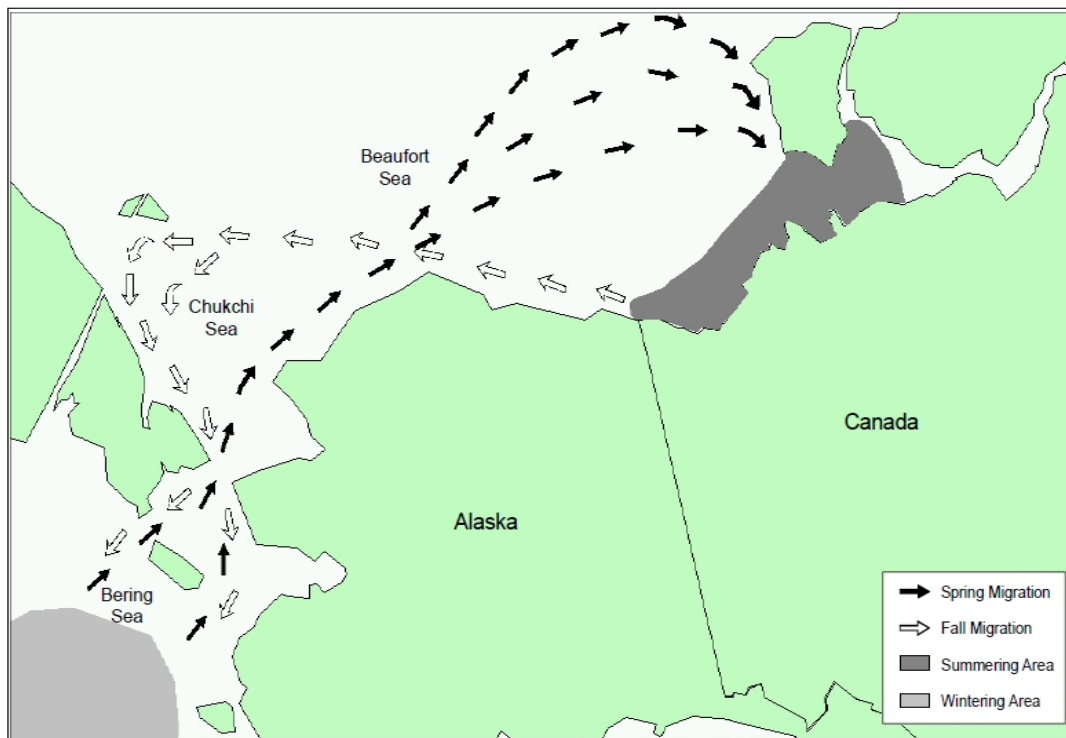 Beaufort
Sea
Chukchi
Sea
Canada
Alaska
Bering
Sea
Spring Migration
Fall Migration
Summering Area
Wintering Area